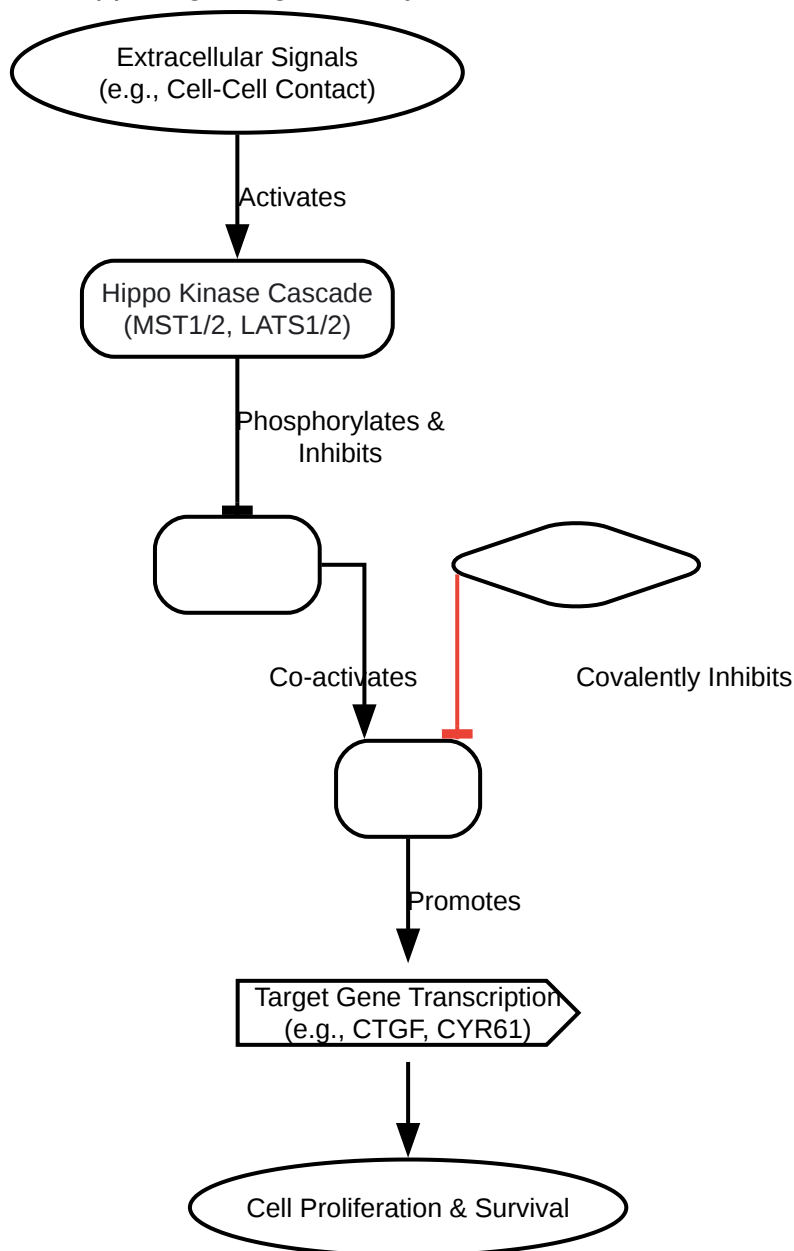 Extracellular Signals
(e.g., Cell-Cell Contact)
Activates
Hippo Kinase Cascade
(MST1/2, LATS1/2)
Phosphorylates &
Inhibits
Co-activates
Covalently Inhibits
Promotes
Target Gene Transcription
(e.g., CTGF, CYR61)
Cell Proliferation & Survival